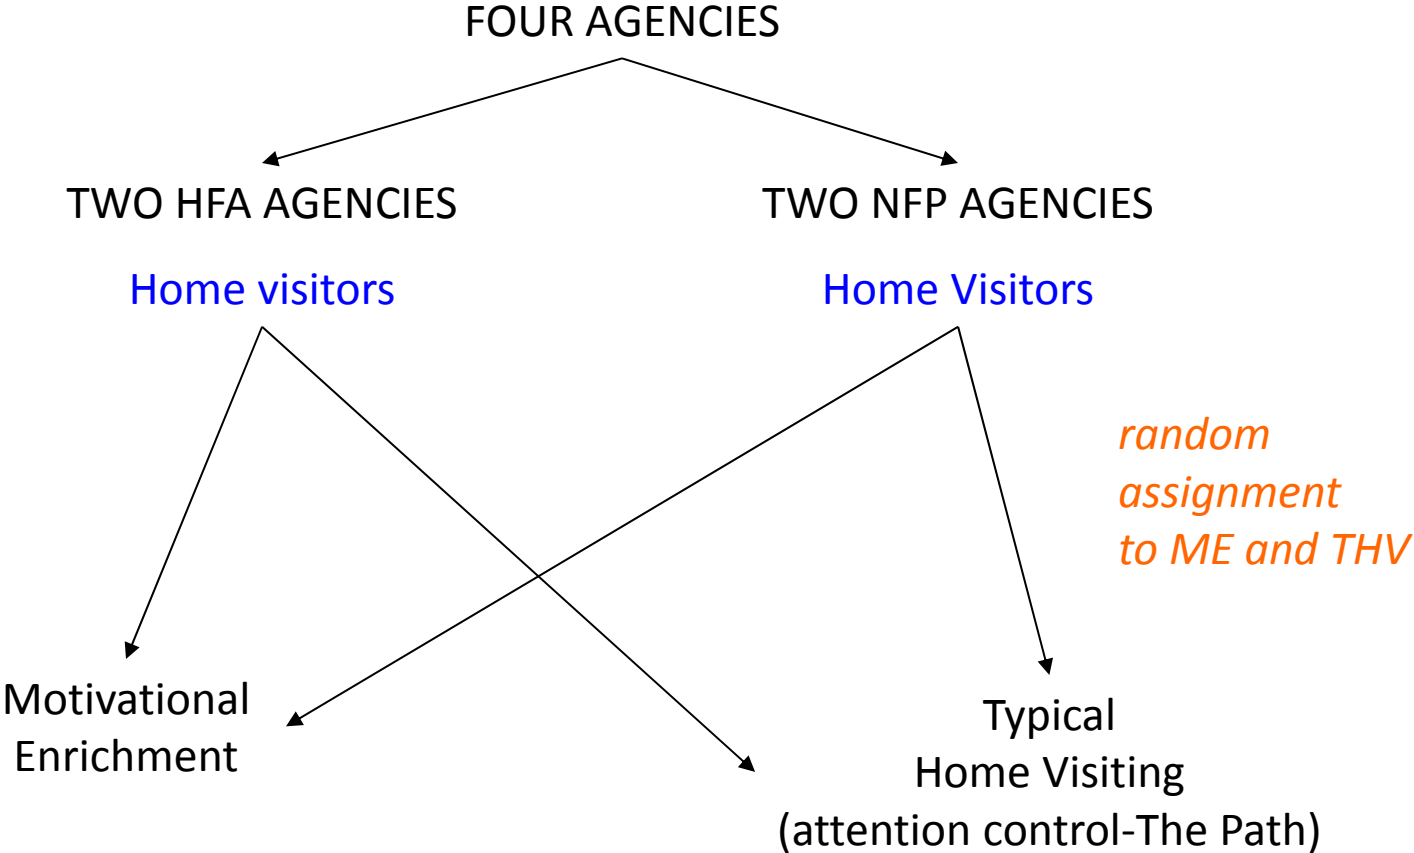 FOUR AGENCIES
TWO HFA AGENCIES
TWO NFP AGENCIES
Home visitors
Home Visitors
random
assignment
to ME and THV
Motivational
Enrichment
Typical
Home Visiting
(attention control-The Path)